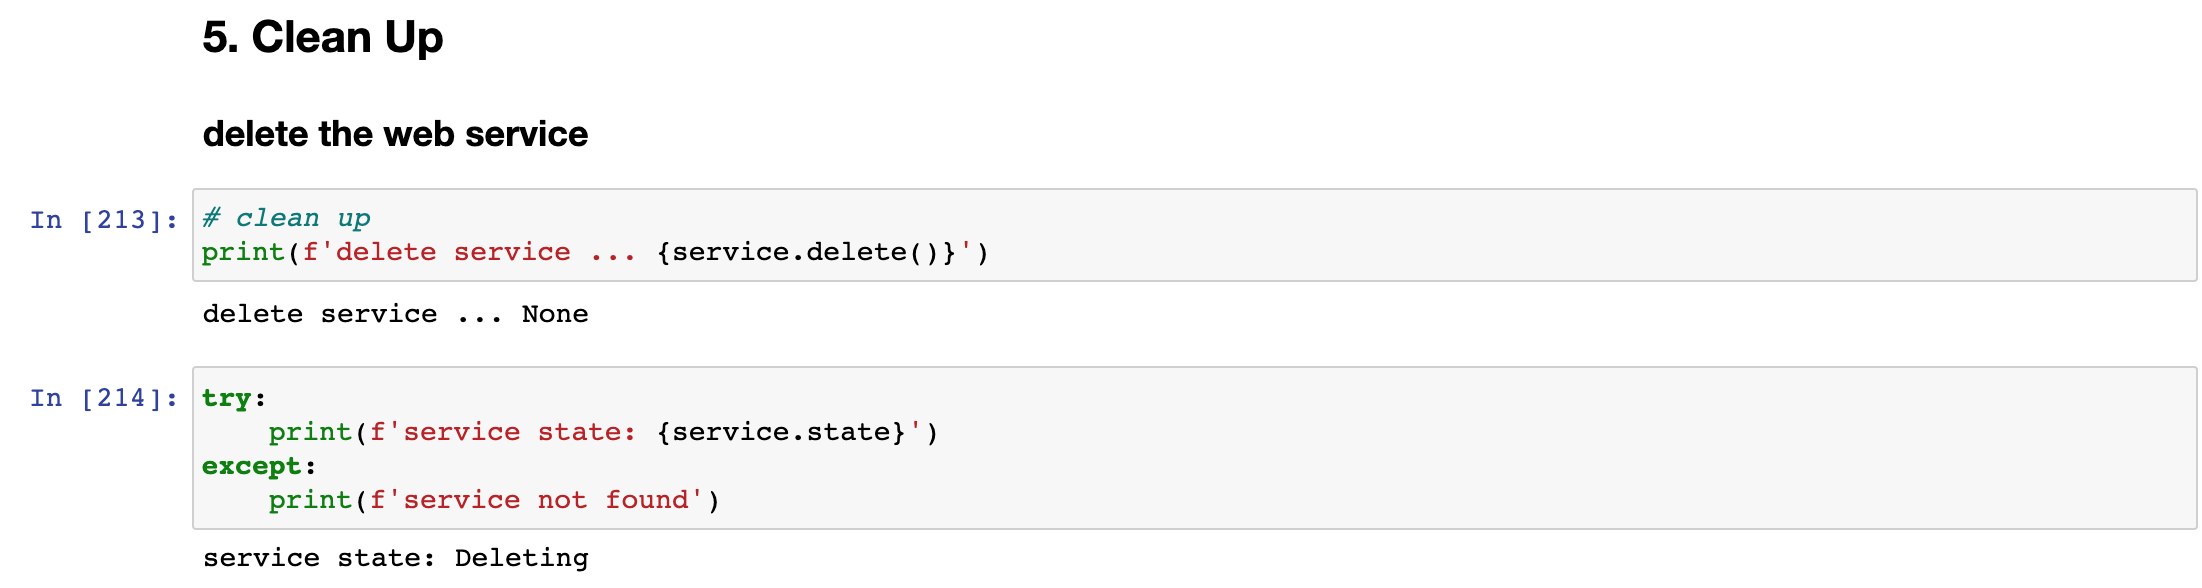 5. Clean Up
delete the web service
In [213]:
# clean up
print(f'delete service ... {service.delete()}')
delete service ... None
In [214]:
try:
    print(f'service state: {service.state}')
except:
    print(f'service not found')
service state: Deleting